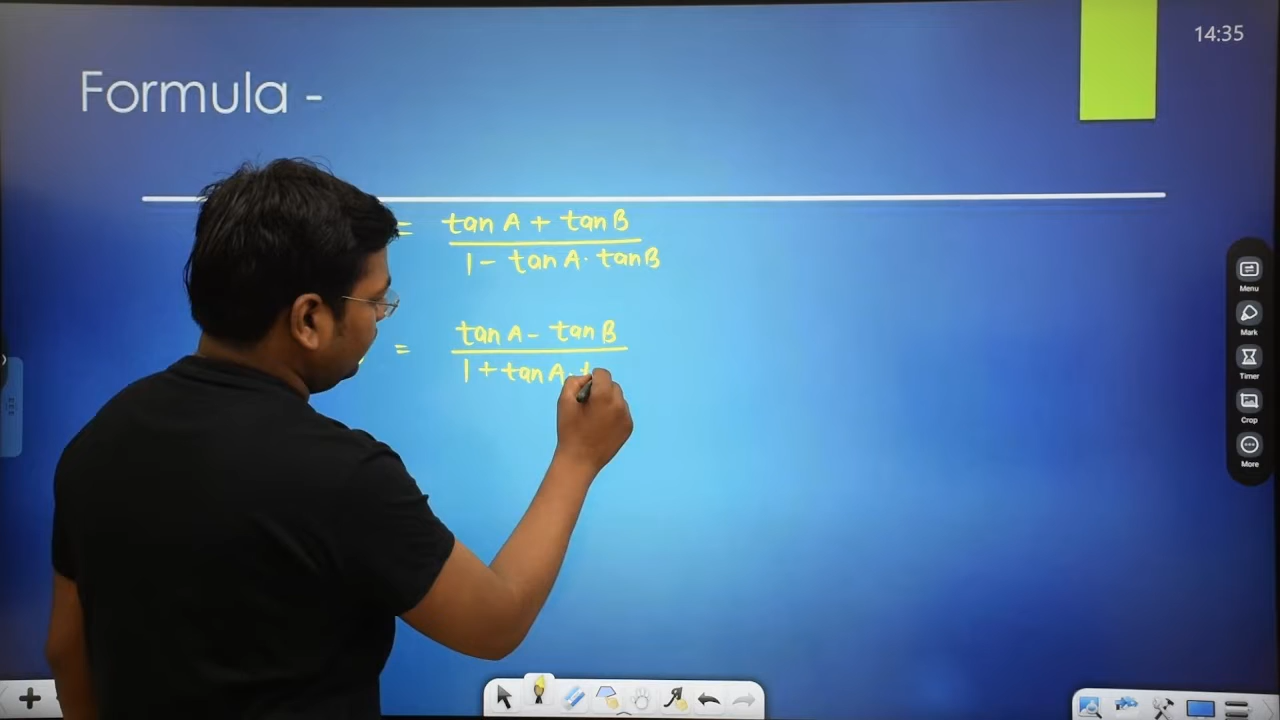 14:35
Formula -
= tan A + tan B
1 - tan A · tan B
= tan A - tan B
1 + tan A · t
Menu
Mark
Timer
Crop
More